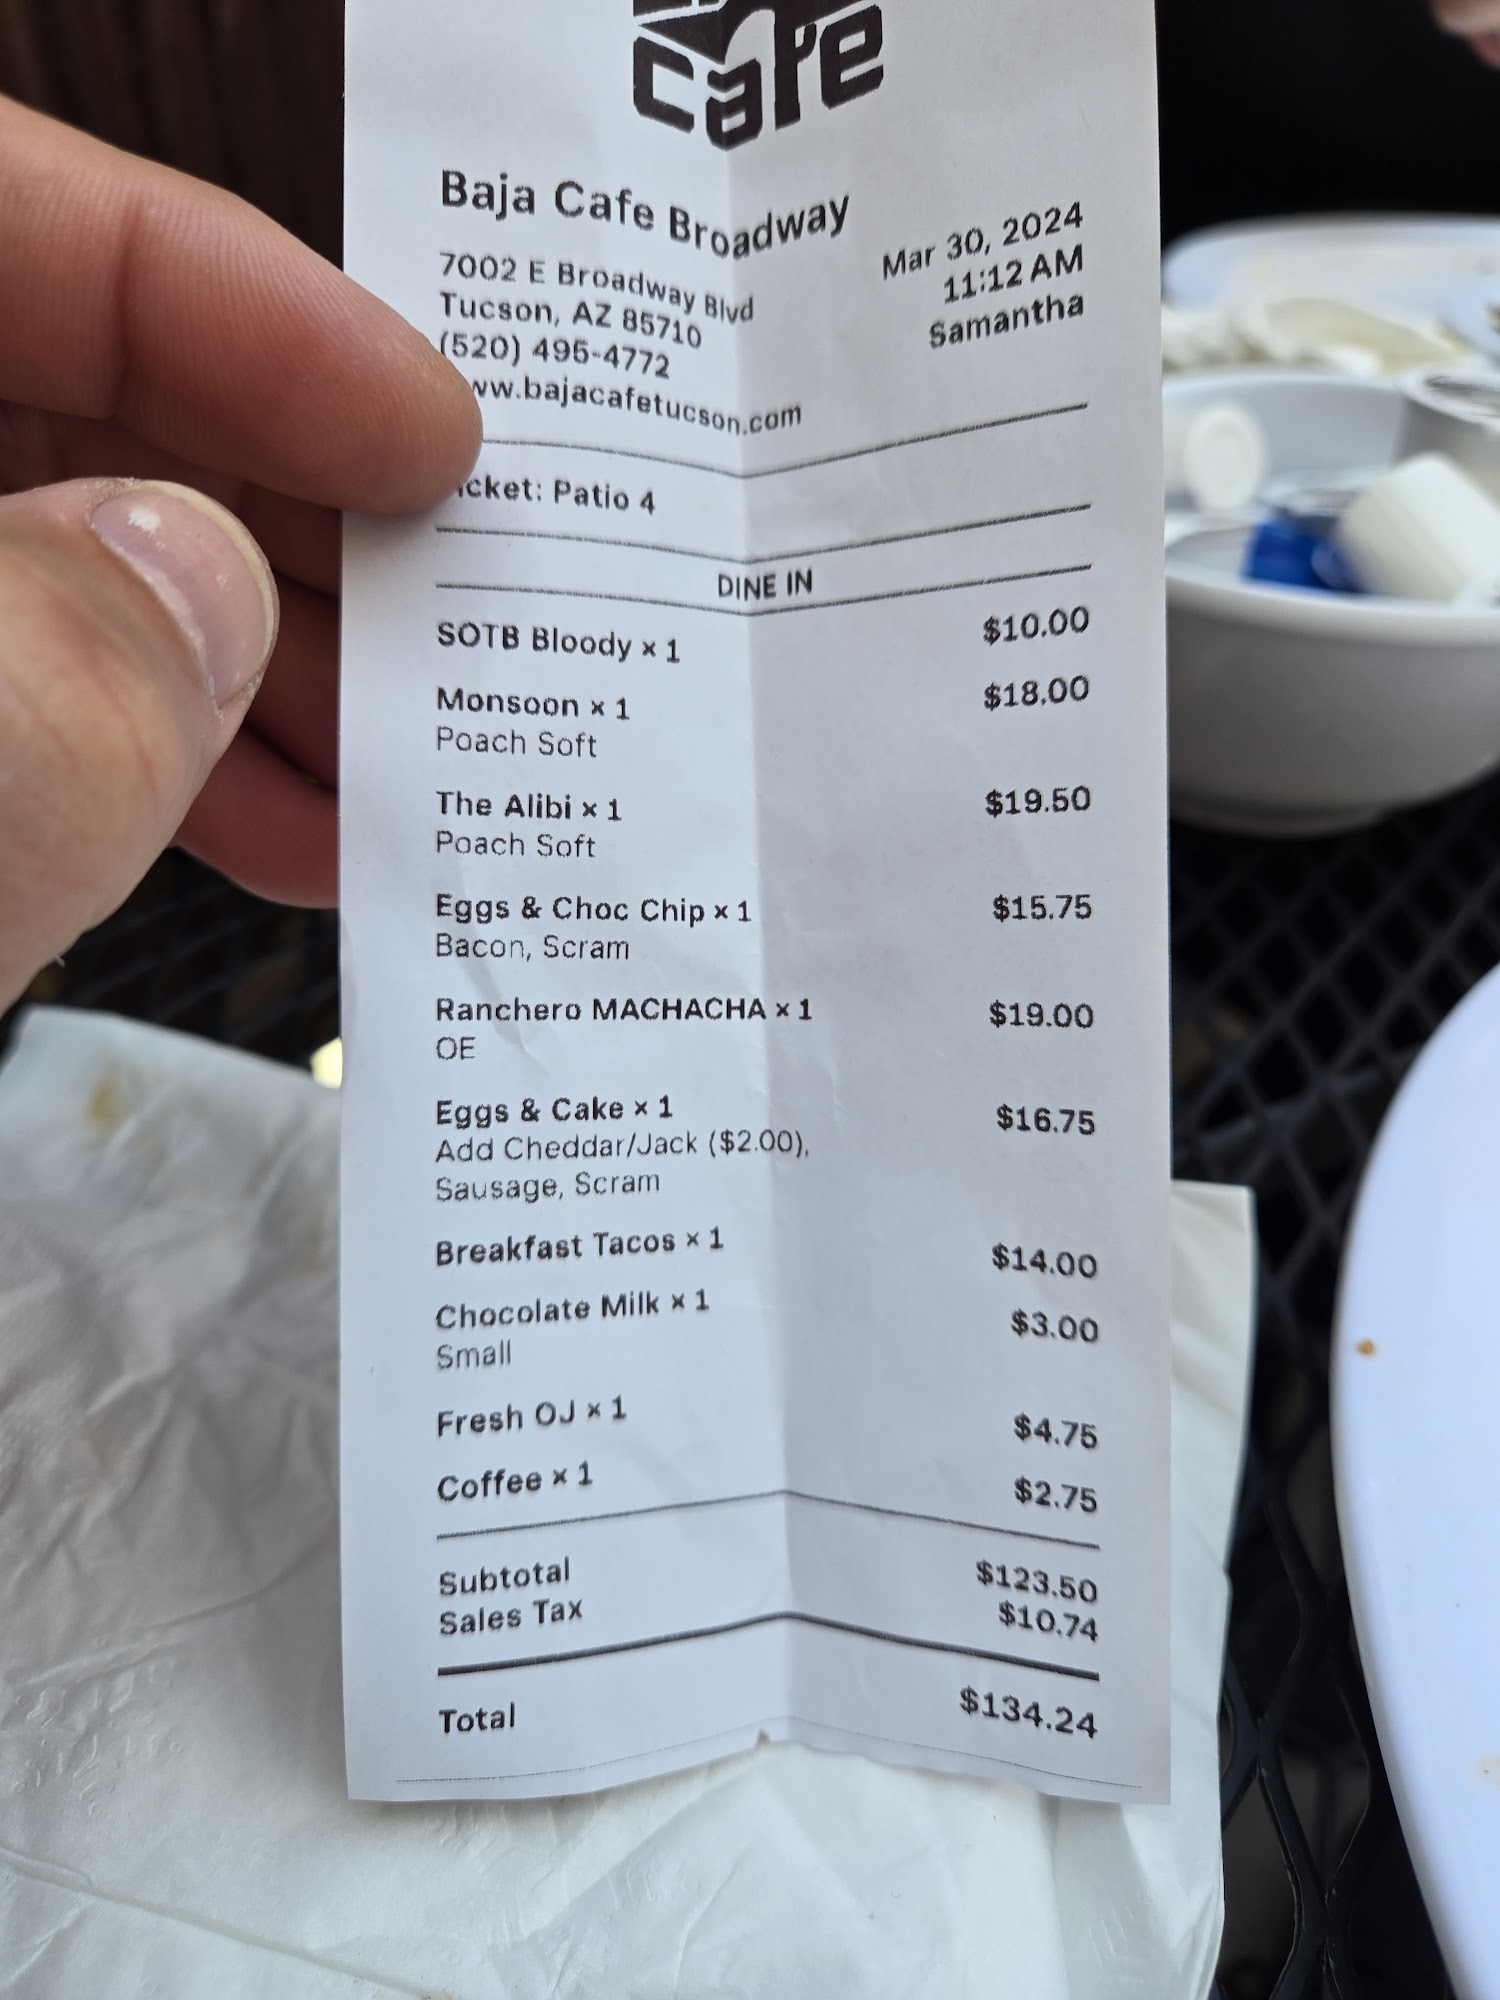 Cafe
Baja Cafe Broadway
7002 E Broadway Blvd
Tucson, AZ 85710
(520) 495-4772
ww.bajacafetucson.com
Mar 30, 2024
11:12 AM
Samantha
icket: Patio 4
DINE IN
SOTB Bloody × 1 $10.00
Monsoon × 1 $18.00
Poach Soft
The Alibi × 1 $19.50
Poach Soft
Eggs & Choc Chip × 1 $15.75
Bacon, Scram
Ranchero MACHACHA × 1 $19.00
OE
Eggs & Cake × 1 $16.75
Add Cheddar/Jack ($2.00),
Sausage, Scram
Breakfast Tacos × 1 $14.00
Chocolate Milk × 1 $3.00
Small
Fresh OJ × 1 $4.75
Coffee × 1 $2.75
Subtotal $123.50
Sales Tax $10.74
Total $134.24